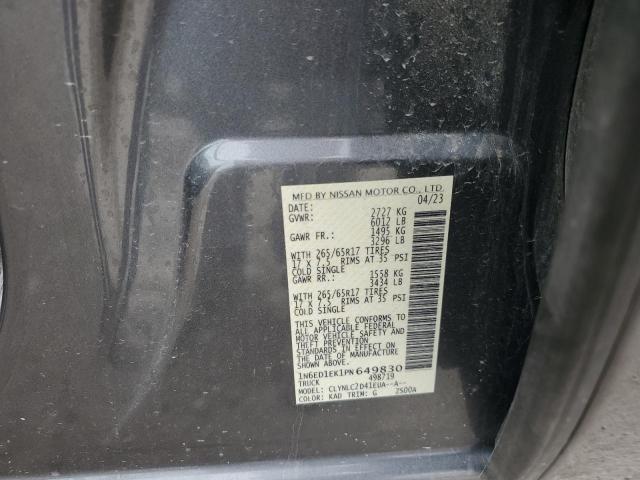 MFD BY NISSAN MOTOR CO., LTD.
DATE: 04/23
GVWR: 2727 KG
6012 LB
GAWR FR.: 1495 KG
3296 LB
WITH 265/65R17 TIRES
17 X 7.5 RIMS AT 35 PSI
COLD SINGLE
GAWR RR.: 1558 KG
3434 LB
WITH 265/65R17 TIRES
17 X 7.5 RIMS AT 35 PSI
COLD SINGLE
THIS VEHICLE CONFORMS TO
ALL APPLICABLE FEDERAL
MOTOR VEHICLE SAFETY AND
THEFT PREVENTION
STANDARDS IN EFFECT ON
THE DATE OF MANUFACTURE
SHOWN ABOVE.
1N6ED1EK1PN649830
TRUCK 498719
MODEL: CLYNLC2D41EUA--A--
COLOR: KAD TRIM: G 2500A